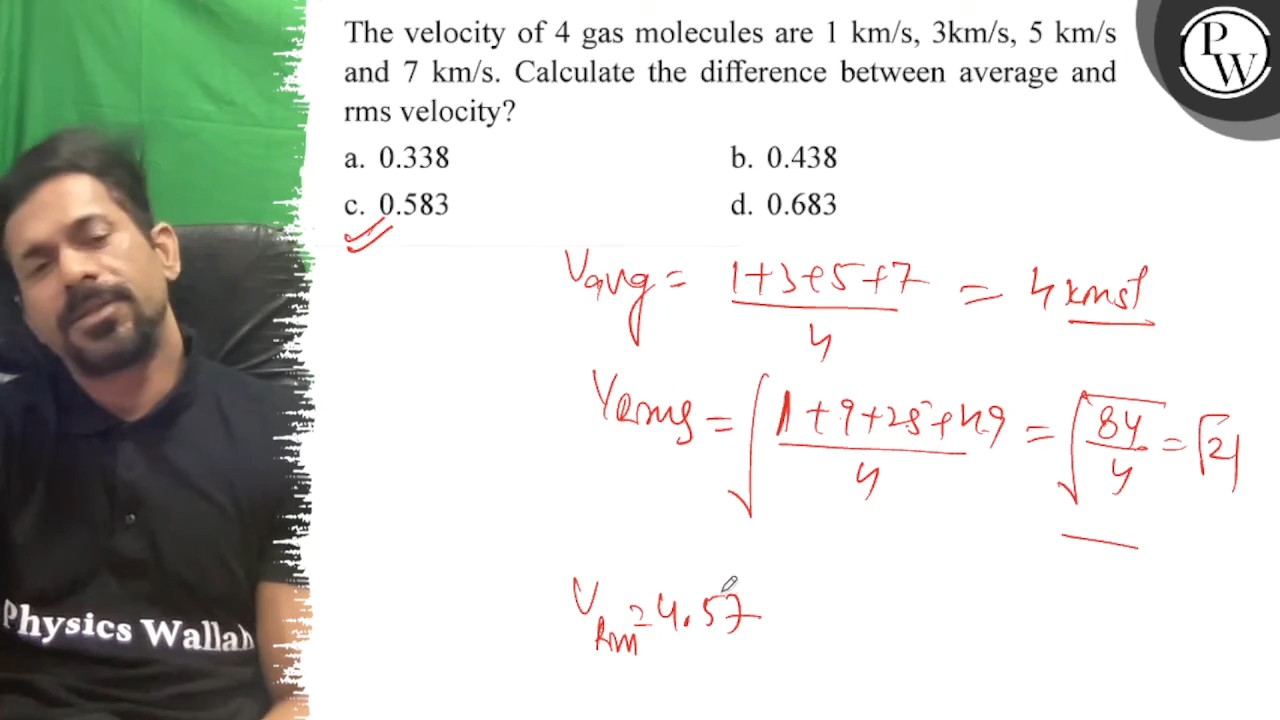 The velocity of 4 gas molecules are 1 km/s, 3km/s, 5 km/s
and 7 km/s. Calculate the difference between average and
rms velocity?
a. 0.338
b. 0.438
c. 0.583
d. 0.683
PW
Vavg = 1+3+5+7 / 4 = 4 kms⁻¹
Vrms = √(1+9+25+49 / 4) = √(84 / 4) = √21
VRm = 4.57
Physics Wallah